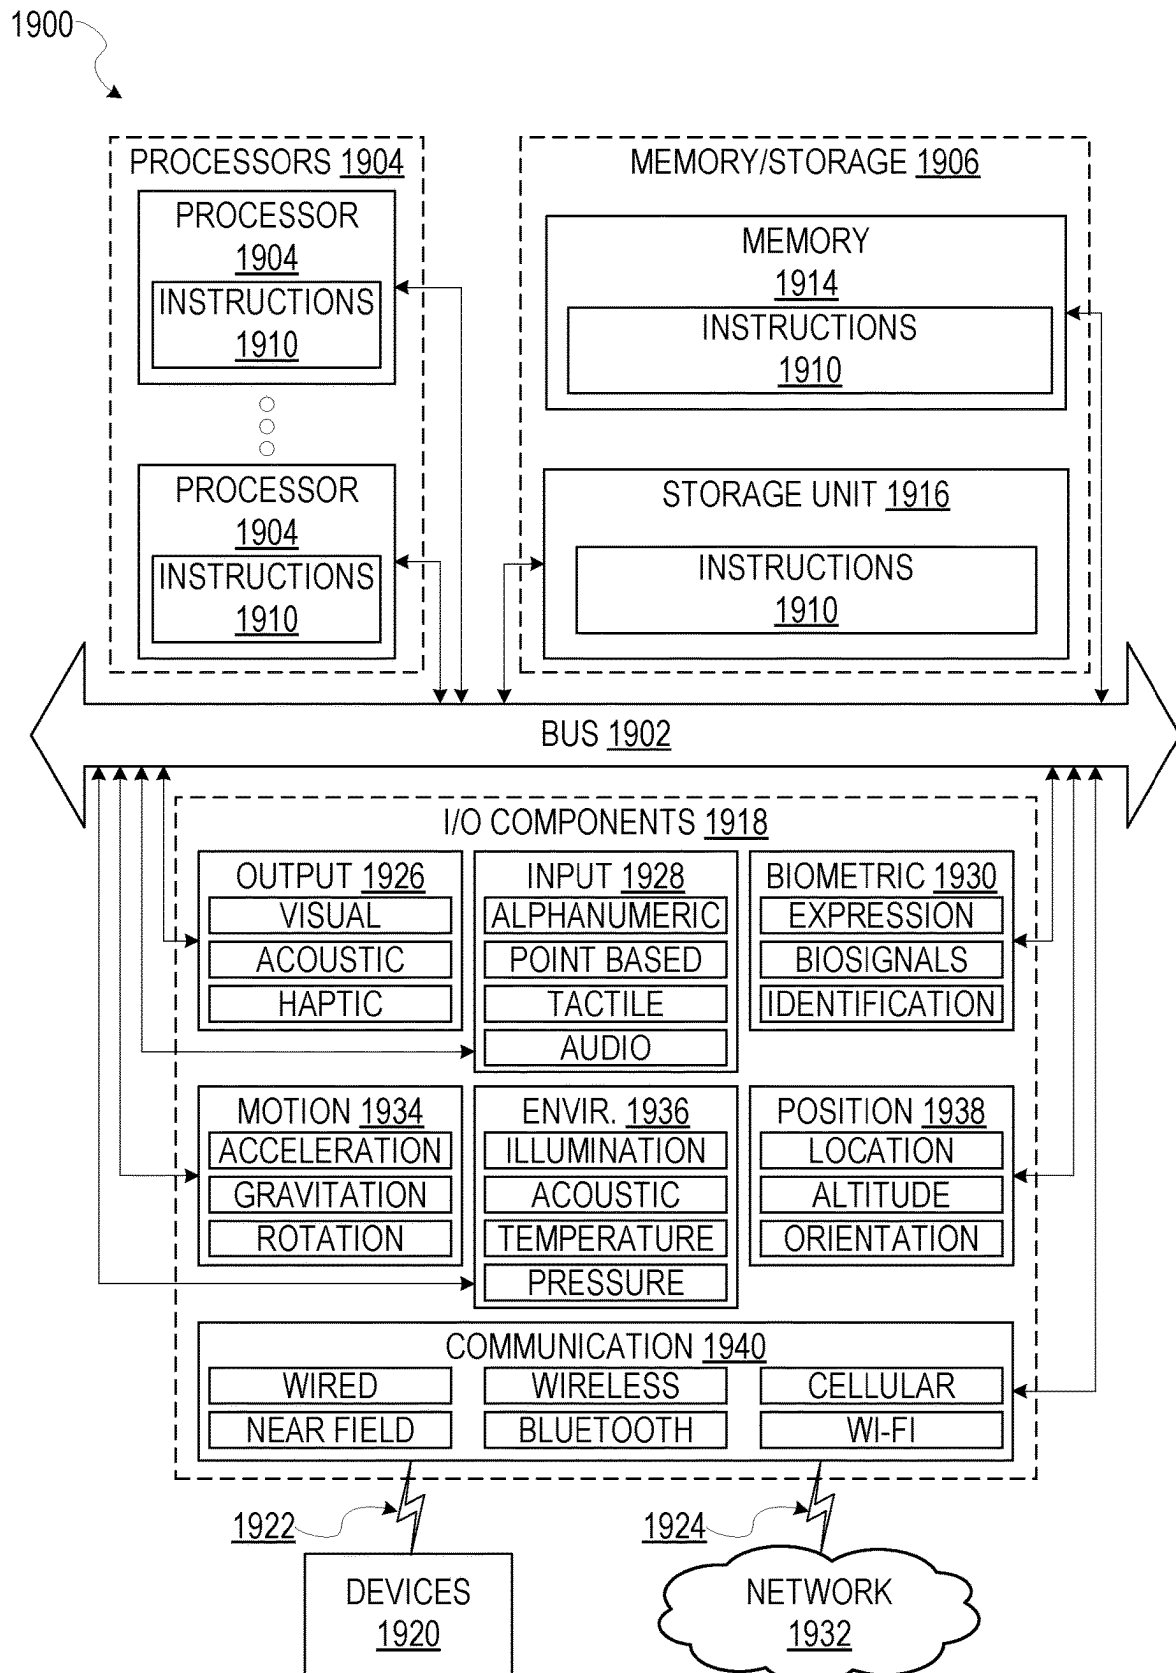 1900
PROCESSORS 1904
PROCESSOR
1904
INSTRUCTIONS
1910
PROCESSOR
1904
INSTRUCTIONS
1910
MEMORY/STORAGE 1906
MEMORY
1914
INSTRUCTIONS
1910
STORAGE UNIT 1916
INSTRUCTIONS
1910
BUS 1902
I/O COMPONENTS 1918
OUTPUT 1926
VISUAL
ACOUSTIC
HAPTIC
INPUT 1928
ALPHANUMERIC
POINT BASED
TACTILE
AUDIO
BIOMETRIC 1930
EXPRESSION
BIOSIGNALS
IDENTIFICATION
MOTION 1934
ACCELERATION
GRAVITATION
ROTATION
ENVIR. 1936
ILLUMINATION
ACOUSTIC
TEMPERATURE
PRESSURE
POSITION 1938
LOCATION
ALTITUDE
ORIENTATION
COMMUNICATION 1940
WIRED
WIRELESS
CELLULAR
NEAR FIELD
BLUETOOTH
WI-FI
1922
1924
DEVICES
1920
NETWORK
1932